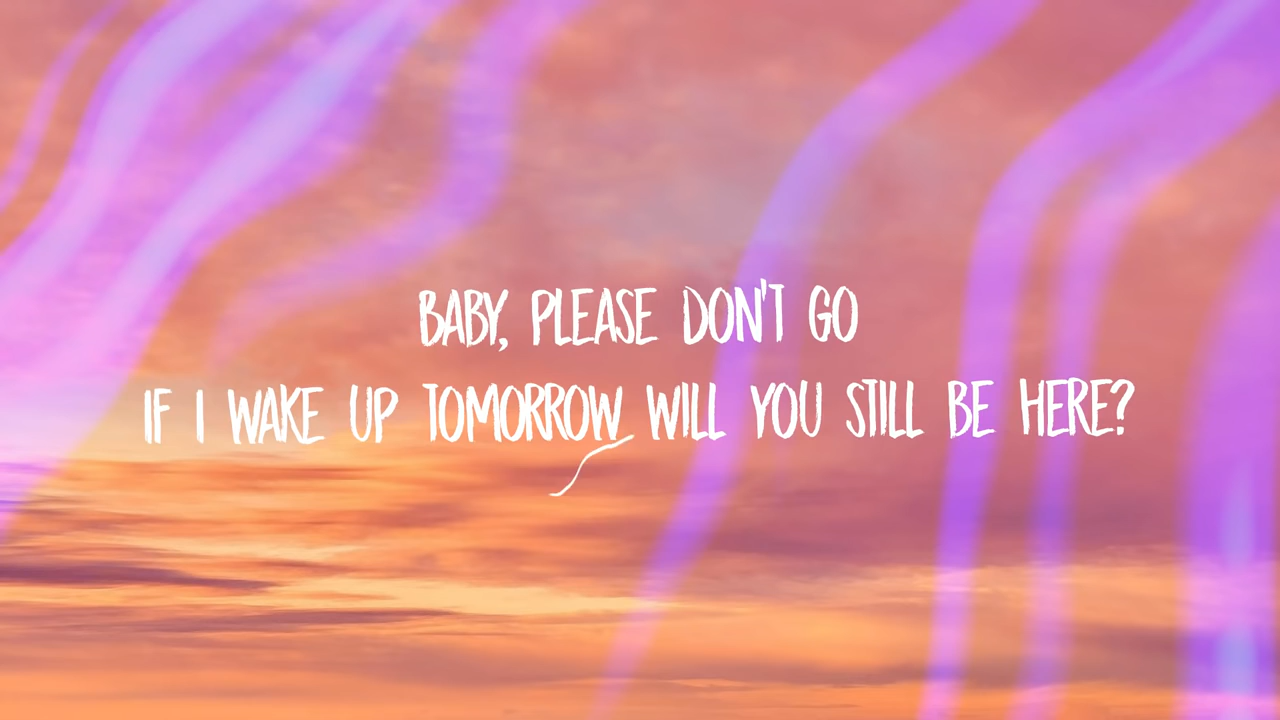 BABY, PLEASE DON'T GO
IF I WAKE UP TOMORROW WILL YOU STILL BE HERE?